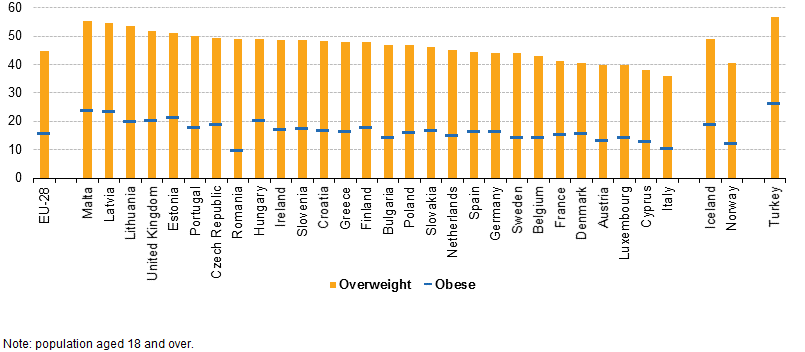 60
50
40
30
20
10
0
EU-28
Malta
Latvia
Lithuania
United Kingdom
Estonia
Portugal
Czech Republic
Romania
Hungary
Ireland
Slovenia
Croatia
Greece
Finland
Bulgaria
Poland
Slovakia
Netherlands
Spain
Germany
Sweden
Belgium
France
Denmark
Austria
Luxembourg
Cyprus
Italy
Iceland
Norway
Turkey
Overweight Obese
Note: population aged 18 and over.